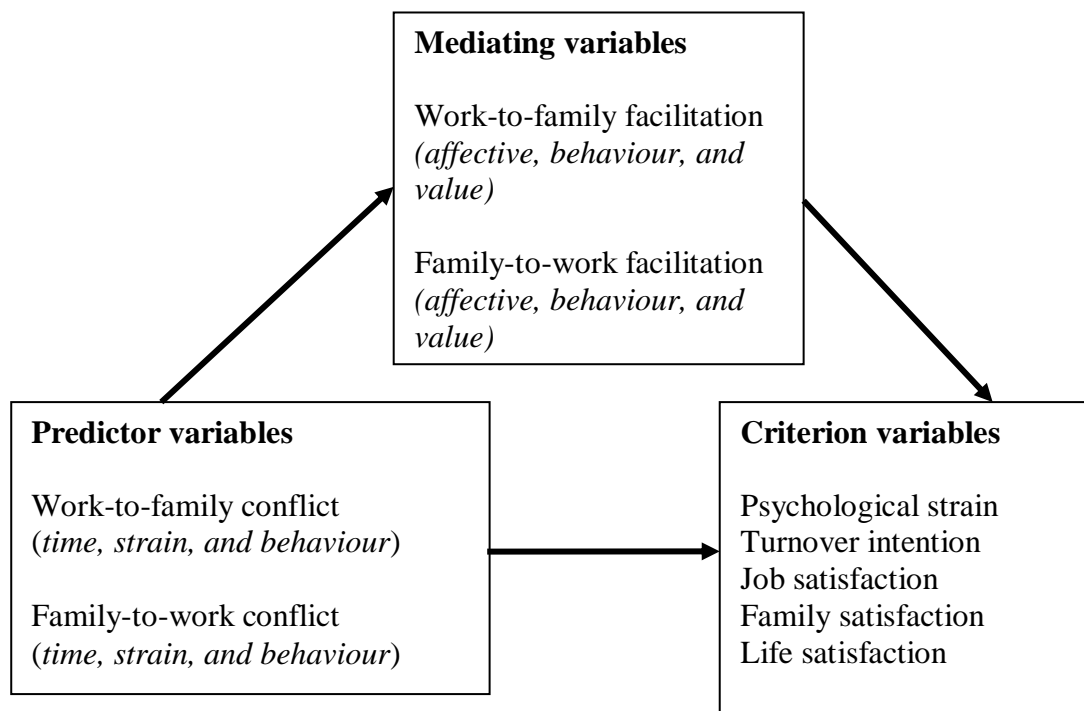 Mediating variables
Work-to-family facilitation
(affective, behaviour, and
value)
Family-to-work facilitation
(affective, behaviour, and
value)
Predictor variables
Work-to-family conflict
(time, strain, and behaviour)
Family-to-work conflict
(time, strain, and behaviour)
Criterion variables
Psychological strain
Turnover intention
Job satisfaction
Family satisfaction
Life satisfaction